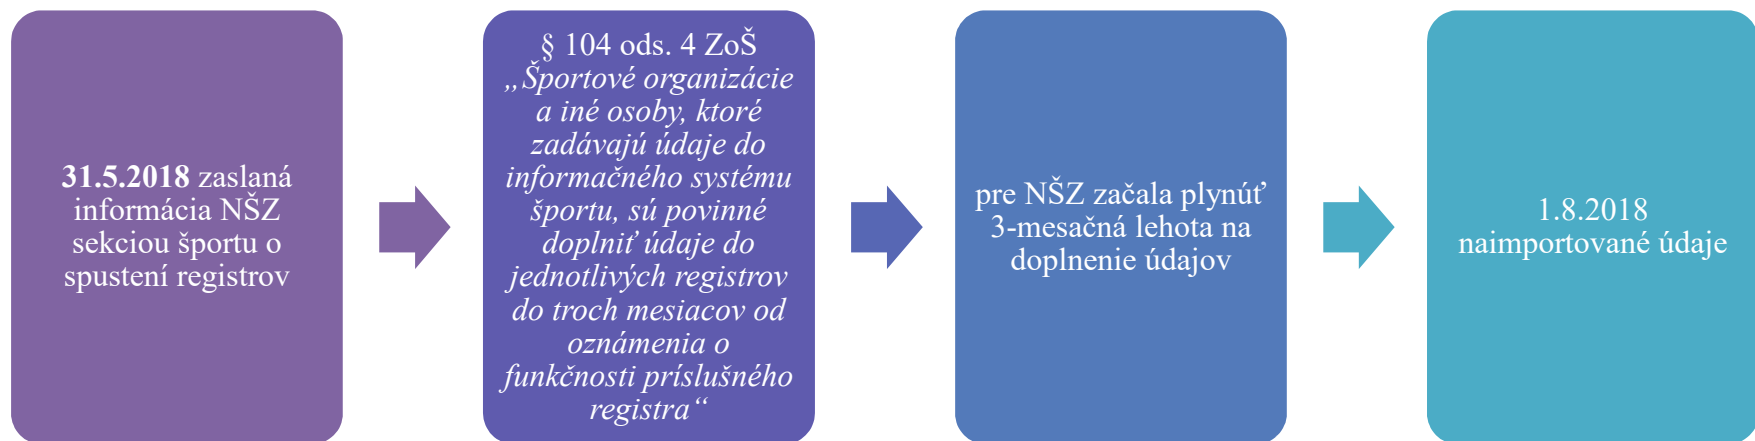 31.5.2018 zaslaná
informácia NŠZ
sekciou športu o
spustení registrov
§ 104 ods. 4 ZoŠ
„Športové organizácie
a iné osoby, ktoré
zadávajú údaje do
informačného systému
športu, sú povinné
doplniť údaje do
jednotlivých registrov
do troch mesiacov od
oznámenia o
funkčnosti príslušného
registra“
pre NŠZ začala plynúť
3-mesačná lehota na
doplnenie údajov
1.8.2018
naimportované údaje